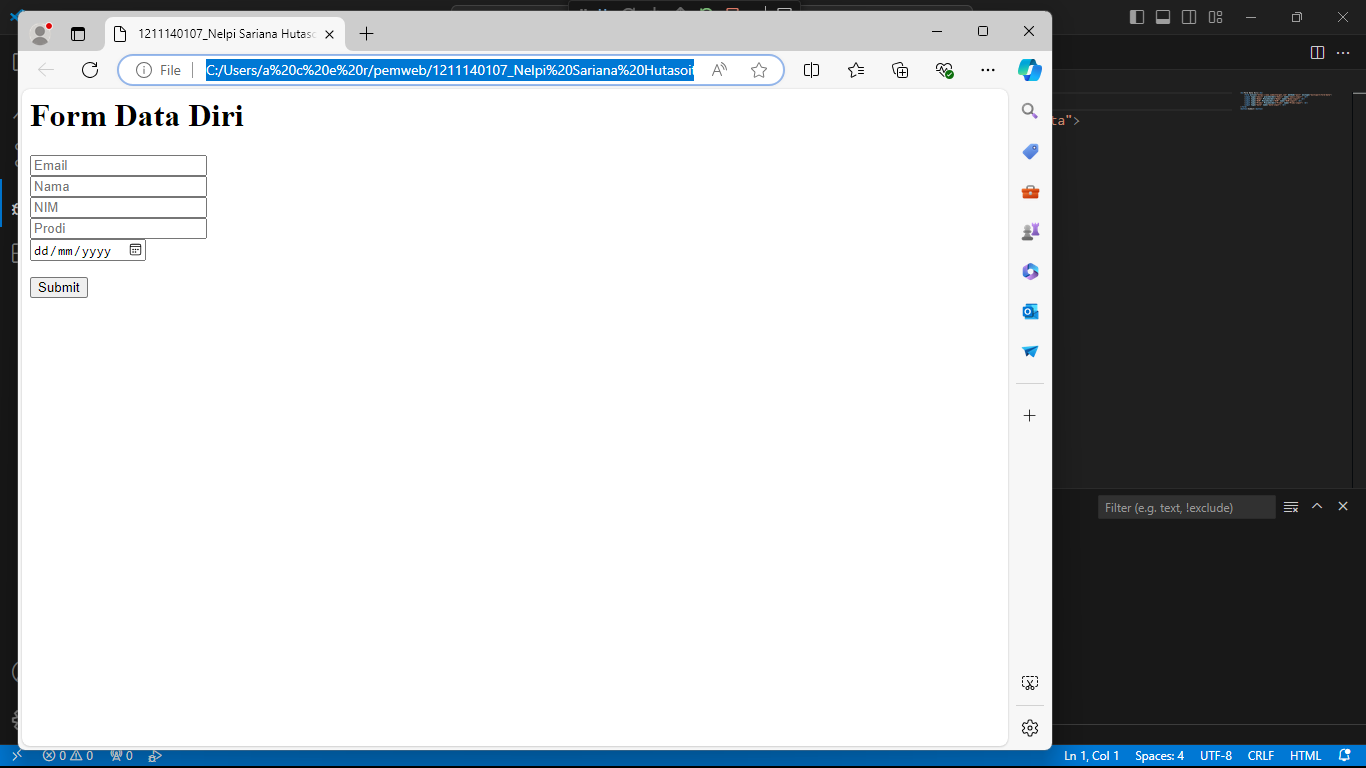 1211140107_Nelpi Sariana Hutaso
File
C:/Users/a%20c%20e%20r/pemweb/1211140107_Nelpi%20Sariana%20Hutasoit
ta">
Form Data Diri
Email
Nama
NIM
Prodi
dd/mm/yyyy
Submit
Filter (e.g. text, !exclude)
0 0 0
Ln 1, Col 1 Spaces: 4 UTF-8 CRLF HTML